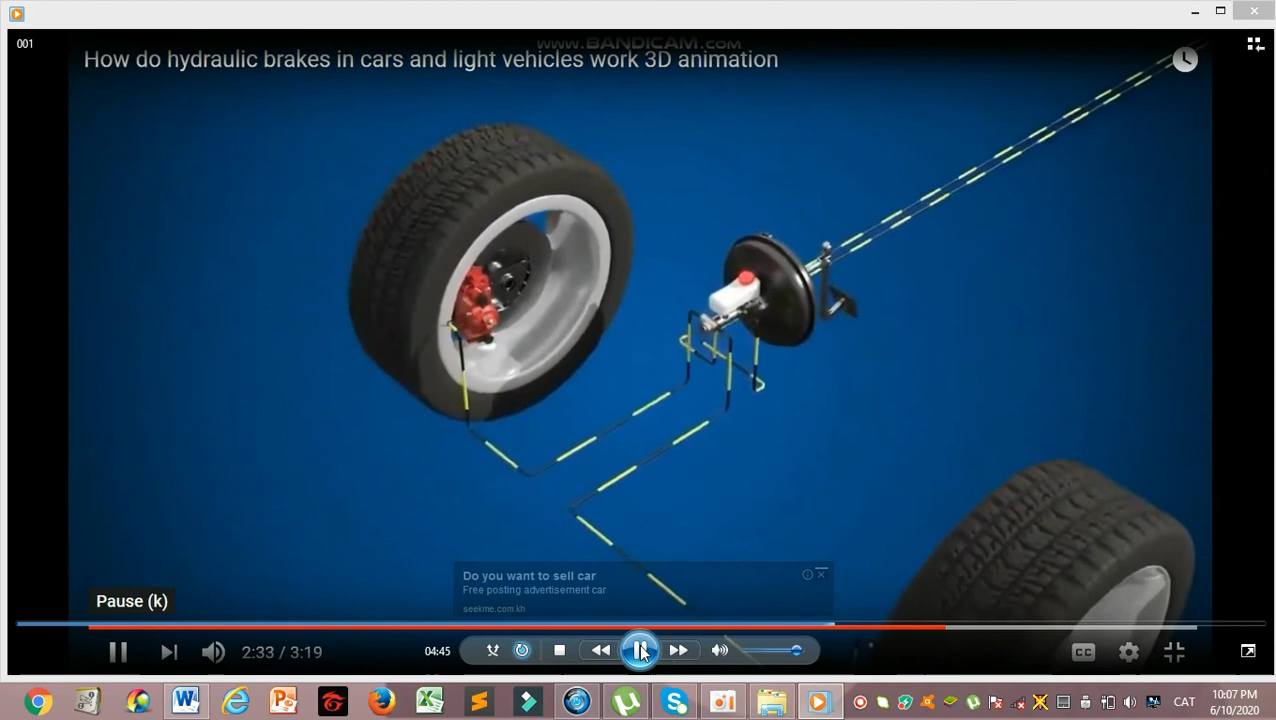 www.BANDICAM.com
001
How do hydraulic brakes in cars and light vehicles work 3D animation
Do you want to sell car
Free posting advertisement car
seekme.com.kh
Pause (k)
2:33 / 3:19
04:45
CC
CAT
10:07 PM
6/10/2020